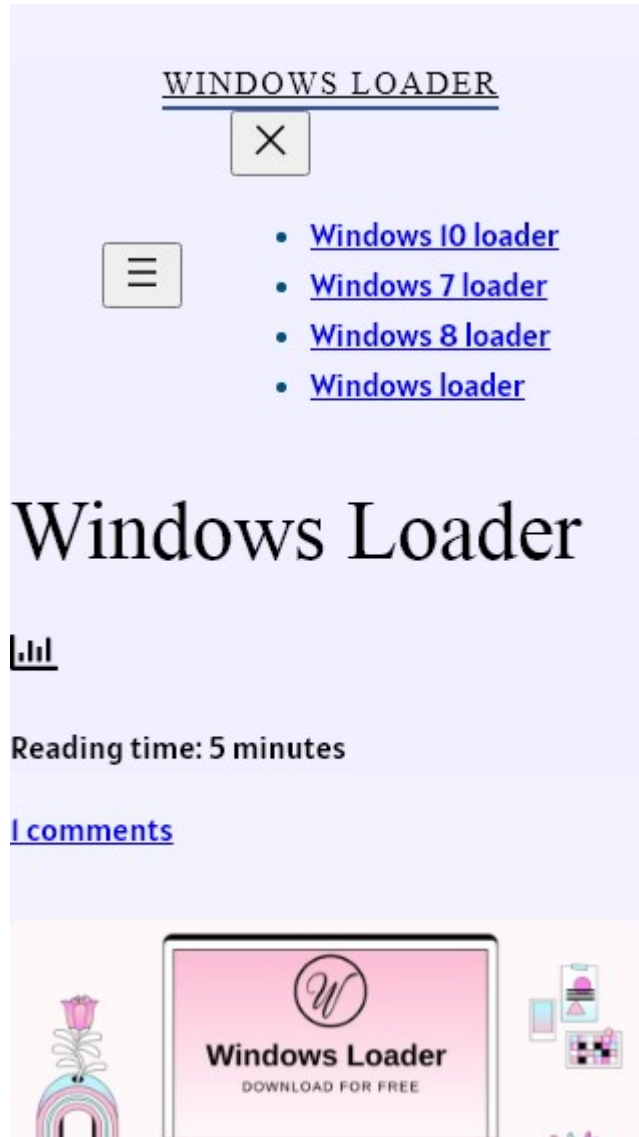 WINDOWS LOADER
Windows 10 loader
Windows 7 loader
Windows 8 loader
Windows loader
Windows Loader
Reading time: 5 minutes
1 comments
W
Windows Loader
DOWNLOAD FOR FREE